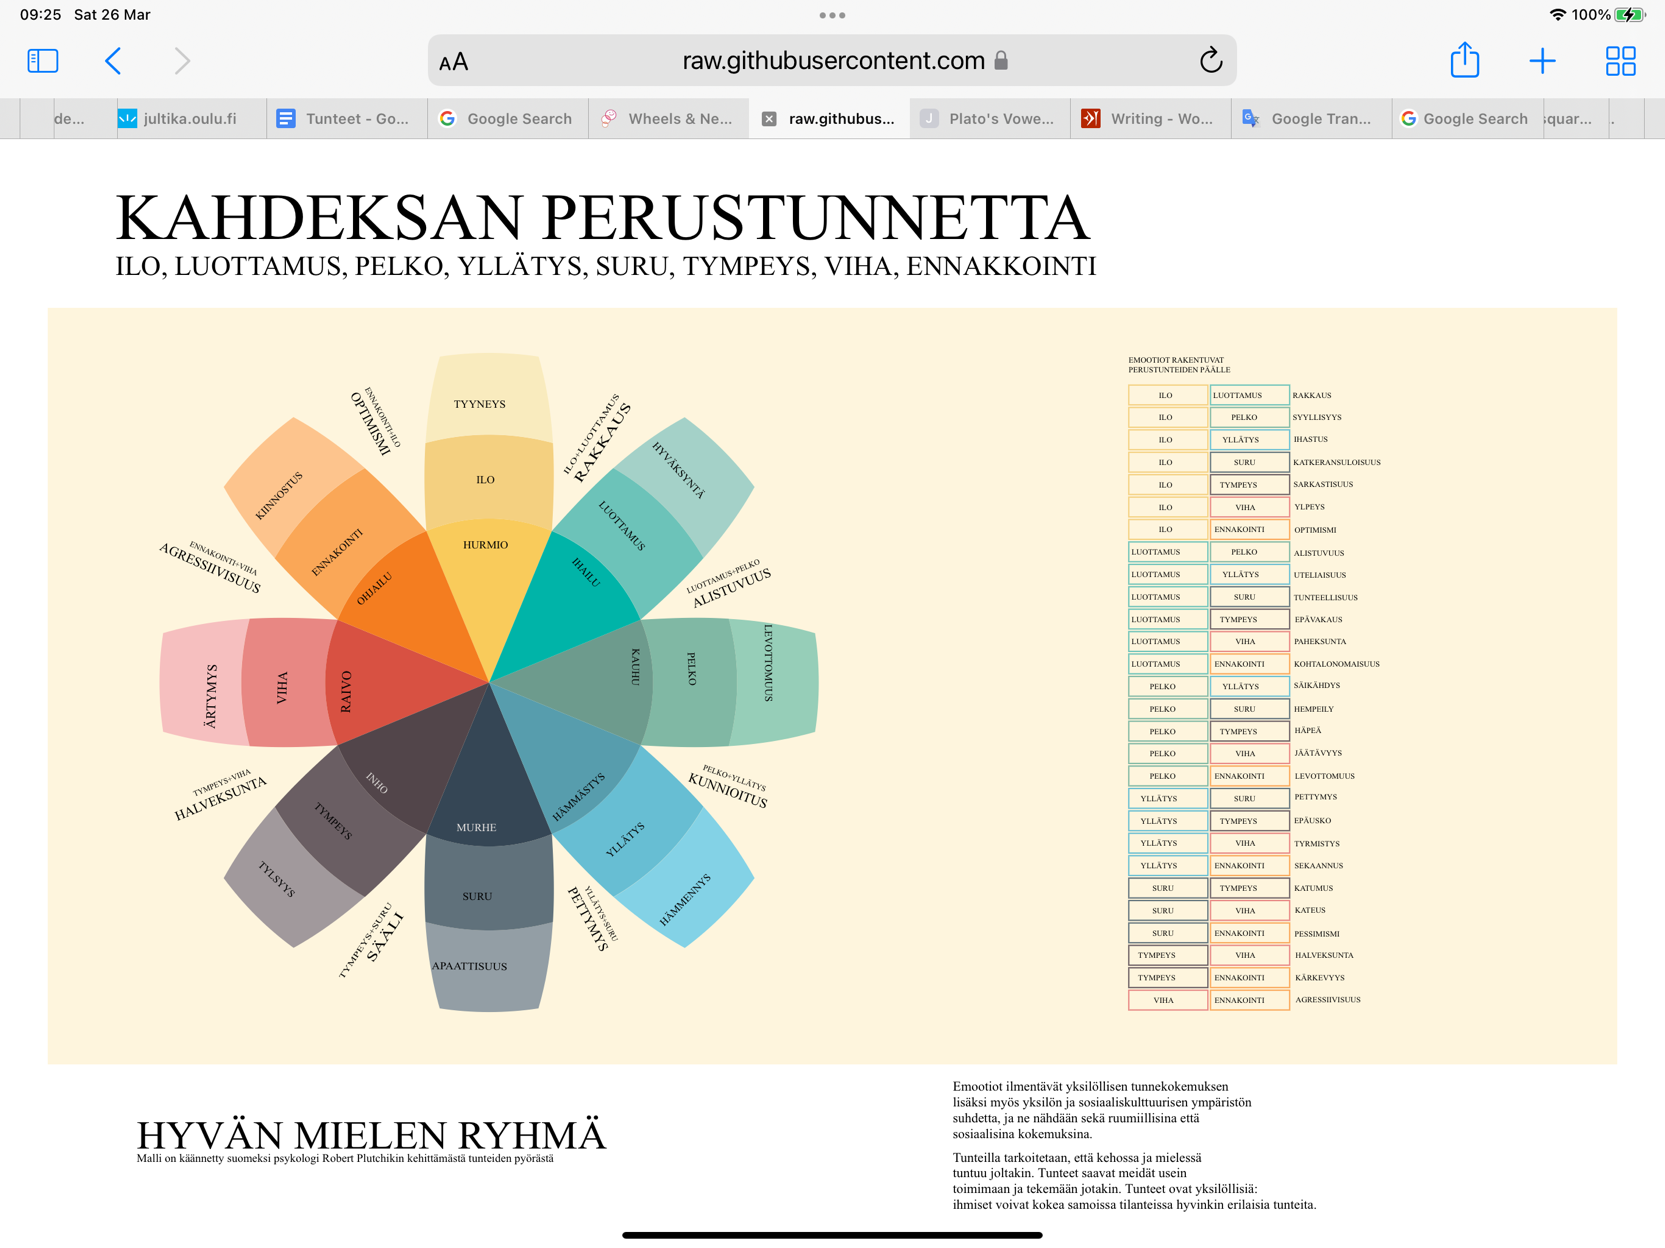 09:25 Sat 26 Mar
100%
AA
raw.githubusercontent.com
de...
jultika.oulu.fi
Tunteet - Go...
Google Search
Wheels & Ne...
raw.githubus...
Plato's Vowe...
Writing - Wo...
Google Tran...
Google Search
squar...
KAHDEKSAN PERUSTUNNETTA
ILO, LUOTTAMUS, PELKO, YLLÄTYS, SURU, TYMPEYS, VIHA, ENNAKKOINTI
TYYNEYS
ILO
HURMIO
ILO+LUOTTAMUS
RAKKAUS
HYVÄKSYNTÄ
LUOTTAMUS
IHAILU
LUOTTAMUS+PELKO
ALISTUVUUS
LEVOTTOMUUS
PELKO
KAUHU
PELKO+YLLÄTYS
KUNNIOITUS
HÄMMÄSTYS
YLLÄTYS
HÄMMENNYS
YLLÄTYS+SURU
PETTYMYS
MURHE
SURU
APAATTISUUS
TYMPEYS+SURU
SÄÄLI
INHO
TYMPEYS
TYLSYYS
TYMPEYS+VIHA
HALVEKSUNTA
RAIVO
VIHA
ÄRTYMYS
ENNAKOINTI+VIHA
AGRESSIIVISUUS
OHJAILU
ENNAKOINTI
KIINNOSTUS
ENNAKOINTI+ILO
OPTIMISMI
EMOOTIOT RAKENTUVAT
PERUSTUNTEIDEN PÄÄLLE
ILO LUOTTAMUS RAKKAUS
ILO PELKO SYYLLISYYS
ILO YLLÄTYS IHASTUS
ILO SURU KATKERANSULOISUUS
ILO TYMPEYS SARKASTISUUS
ILO VIHA YLPEYS
ILO ENNAKOINTI OPTIMISMI
LUOTTAMUS PELKO ALISTUVUUS
LUOTTAMUS YLLÄTYS UTELIAISUUS
LUOTTAMUS SURU TUNTEELLISUUS
LUOTTAMUS TYMPEYS EPÄVAKAUS
LUOTTAMUS VIHA PAHEKSUNTA
LUOTTAMUS ENNAKOINTI KOHTALONOMAISUUS
PELKO YLLÄTYS SÄIKÄHDYS
PELKO SURU HEMPEILY
PELKO TYMPEYS HÄPEÄ
PELKO VIHA JÄÄTÄVYYS
PELKO ENNAKOINTI LEVOTTOMUUS
YLLÄTYS SURU PETTYMYS
YLLÄTYS TYMPEYS EPÄUSKO
YLLÄTYS VIHA TYRMISTYS
YLLÄTYS ENNAKOINTI SEKAANNUS
SURU TYMPEYS KATUMUS
SURU VIHA KATEUS
SURU ENNAKOINTI PESSIMISMI
TYMPEYS VIHA HALVEKSUNTA
TYMPEYS ENNAKOINTI KÄRKEVYYS
VIHA ENNAKOINTI AGRESSIIVISUUS
HYVÄN MIELEN RYHMÄ
Malli on käännetty suomeksi psykologi Robert Plutchikin kehittämästä tunteiden pyörästä
Emootiot ilmentävät yksilöllisen tunnekokemuksen
lisäksi myös yksilön ja sosiaaliskulttuurisen ympäristön
suhdetta, ja ne nähdään sekä ruumiillisina että
sosiaalisina kokemuksina.
Tunteilla tarkoitetaan, että kehossa ja mielessä
tuntuu joltakin. Tunteet saavat meidät usein
toimimaan ja tekemään jotakin. Tunteet ovat yksilöllisiä:
ihmiset voivat kokea samoissa tilanteissa hyvinkin erilaisia tunteita.